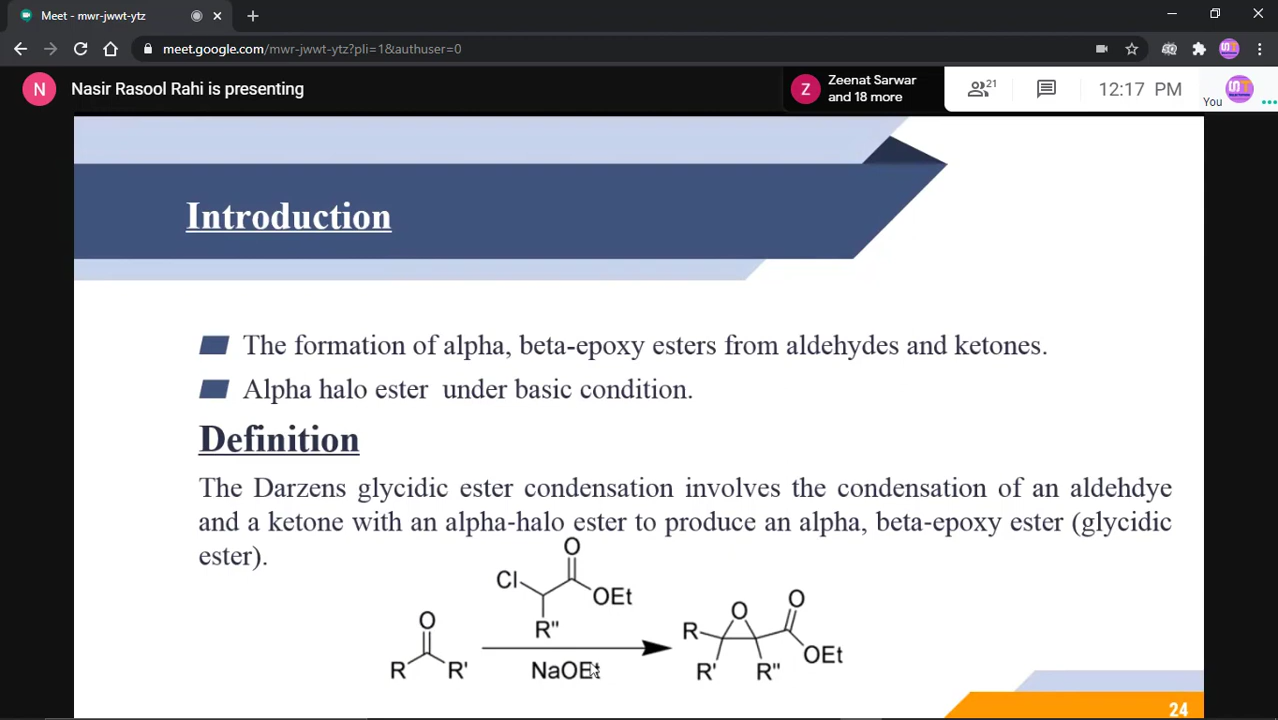 Meet - mwr-jwwt-ytz
meet.google.com/mwr-jwwt-ytz?pli=1&authuser=0
N
Nasir Rasool Rahi is presenting
Z
Zeenat Sarwar
and 18 more
21
12:17 PM
You
ST
Introduction
The formation of alpha, beta-epoxy esters from aldehydes and ketones.
Alpha halo ester under basic condition.
Definition
The Darzens glycidic ester condensation involves the condensation of an aldehdye
and a ketone with an alpha-halo ester to produce an alpha, beta-epoxy ester (glycidic
ester).
O
Cl
OEt
R"
O
R R'
NaOEt
O O
R
OEt
R' R"
24